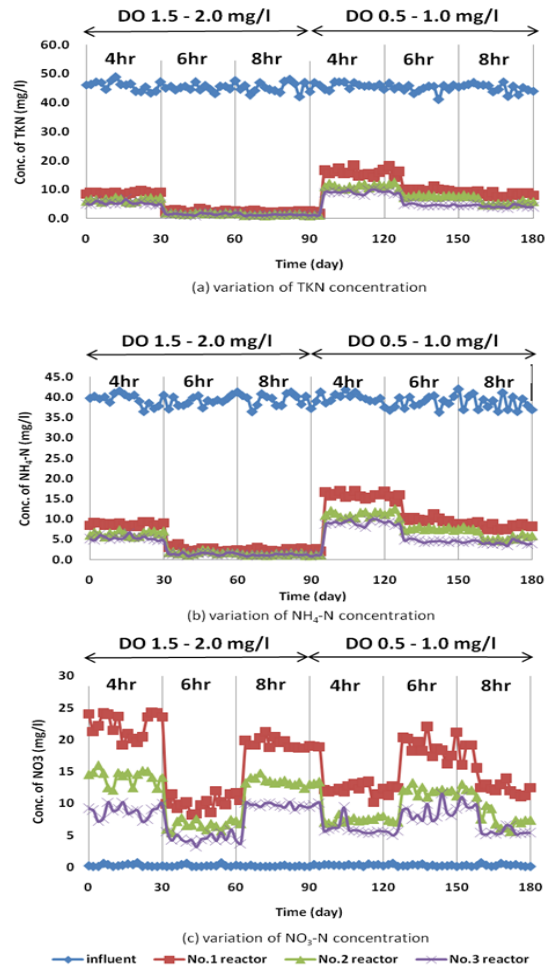 DO 1.5 - 2.0 mg/l DO 0.5 - 1.0 mg/l
60.0
4hr 6hr 8hr 4hr 6hr 8hr
50.0
40.0
30.0
20.0
10.0
0.0
Conc. of TKN (mg/l)
0 30 60 90 120 150 180
Time (day)
(a) variation of TKN concentration
DO 1.5 - 2.0 mg/l DO 0.5 - 1.0 mg/l
45.0
4hr 6hr 8hr 4hr 6hr 8hr
40.0
35.0
30.0
25.0
20.0
15.0
10.0
5.0
0.0
Conc. of NH₄-N (mg/l)
0 30 60 90 120 150 180
Time (day)
(b) variation of NH₄-N concentration
DO 1.5 - 2.0 mg/l DO 0.5 - 1.0 mg/l
30
4hr 6hr 8hr 4hr 6hr 8hr
25
20
15
10
5
0
Conc. of NO3 (mg/l)
0 30 60 90 120 150 180
Time (day)
(c) variation of NO₃-N concentration
influent No.1 reactor No.2 reactor No.3 reactor